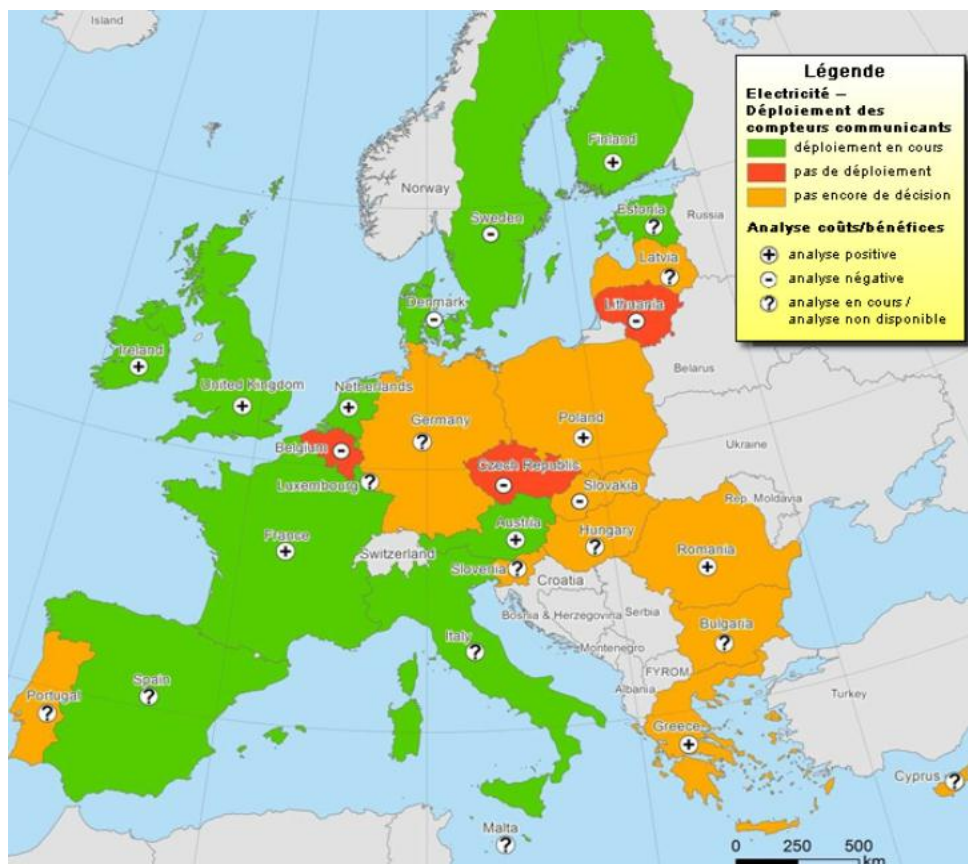 Island
Légende
Electricité –
Déploiement des
compteurs communicants
déploiement en cours
pas de déploiement
pas encore de décision
Analyse coûts/bénéfices
+ analyse positive
- analyse négative
? analyse en cours /
analyse non disponible
Finland
+
Norway
Sweden
-
Estonia
?
Russia
Latvia
?
Lithuania
-
Denmark
-
Belarus
Ireland
+
United Kingdom
+
Netherlands
+
Germany
?
Poland
+
Belgium
-
Ukraine
Luxembourg
?
Czech Republic
-
Slovakia
-
Rep. Moldavia
France
+
Austria
+
Hungary
?
Switzerland
Romania
+
Slovenia
?
Croatia
Bosnia & Herzegovina
Serbia
Italy
?
Montenegro
Bulgaria
?
FYROM
Albania
Portugal
?
Spain
?
Turkey
Greece
+
Cyprus
?
Malta
?
0 250 500
km